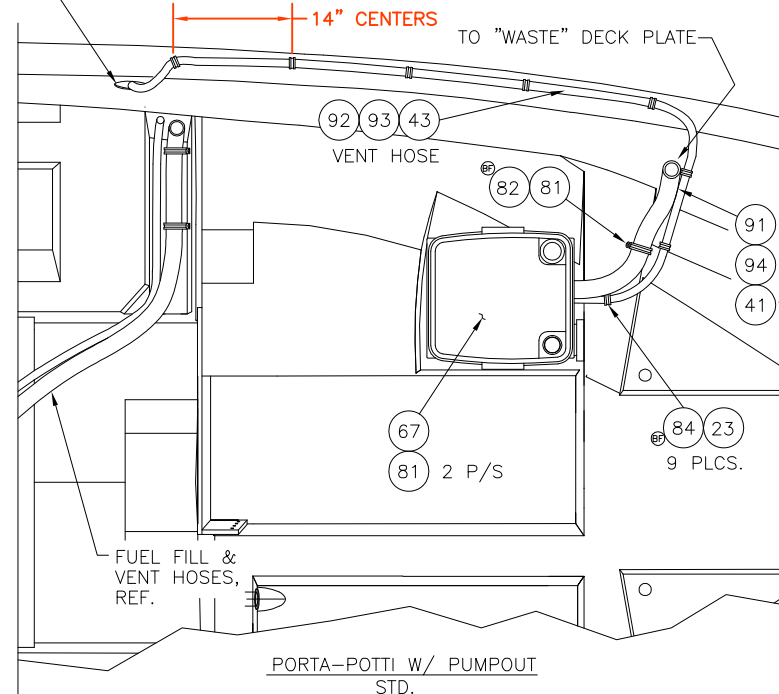 14" CENTERS
TO "WASTE" DECK PLATE
92 93 43
VENT HOSE
BF 82 81
91
94
41
67
81 2 P/S
BF 84 23
9 PLCS.
FUEL FILL &
VENT HOSES,
REF.
PORTA-POTTI W/ PUMPOUT
STD.